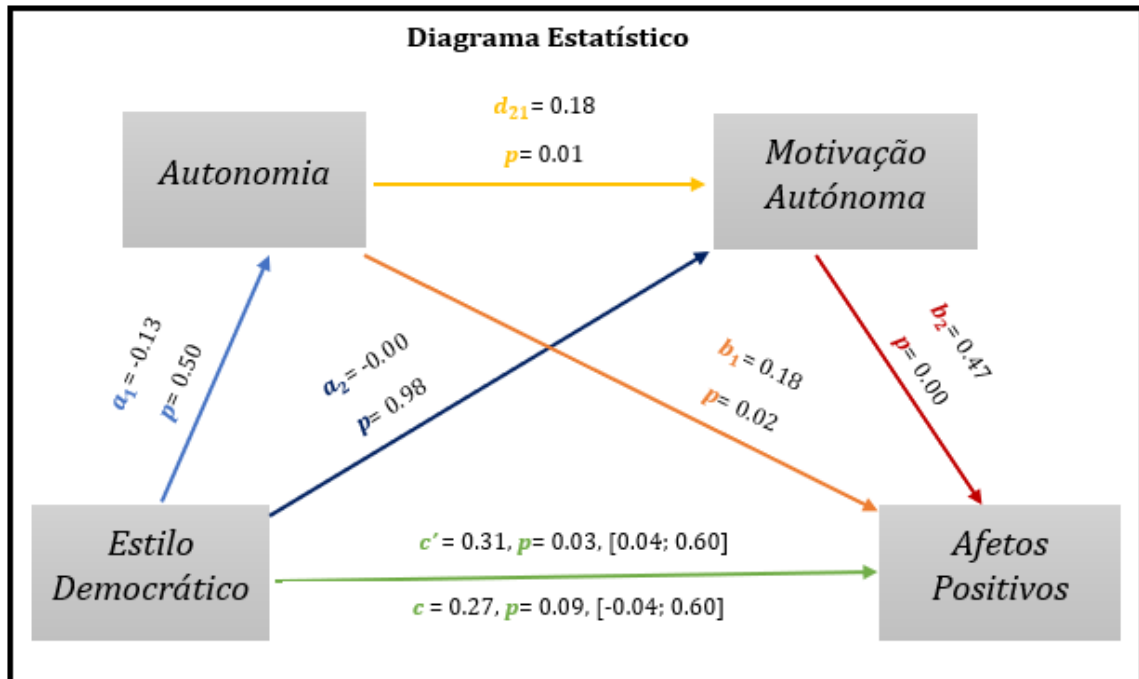 Diagrama Estatístico
d21= 0.18
p= 0.01
Autonomia
Motivação
Autónoma
a1= -0.13
p= 0.50
a2= -0.00
p= 0.98
b1= 0.18
p= 0.02
b2= 0.47
p= 0.00
Estilo
Democrático
c′ = 0.31, p= 0.03, [0.04; 0.60]
c = 0.27, p= 0.09, [-0.04; 0.60]
Afetos
Positivos